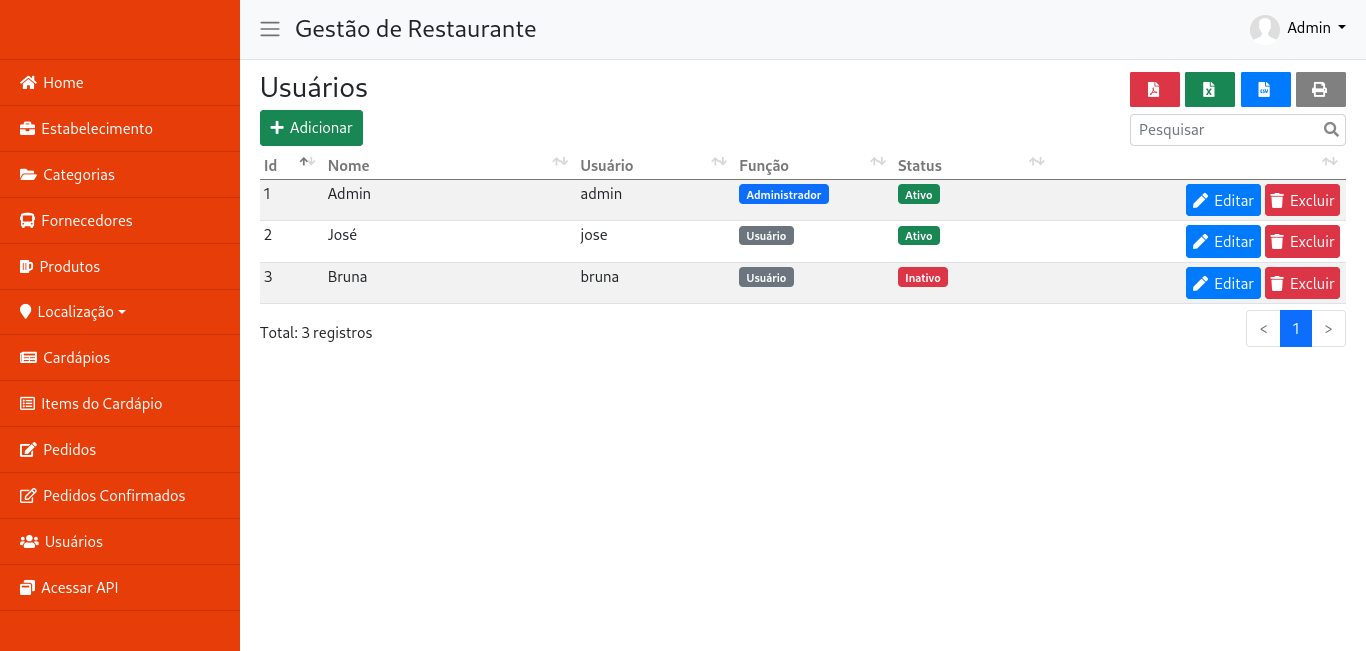 Gestão de Restaurante
Admin
Home
Estabelecimento
Categorias
Fornecedores
Produtos
Localização
Cardápios
Items do Cardápio
Pedidos
Pedidos Confirmados
Usuários
Acessar API
Usuários
Adicionar
Pesquisar
Id Nome Usuário Função Status
1 Admin admin Administrador Ativo Editar Excluir
2 José jose Usuário Ativo Editar Excluir
3 Bruna bruna Usuário Inativo Editar Excluir
Total: 3 registros
< 1 >